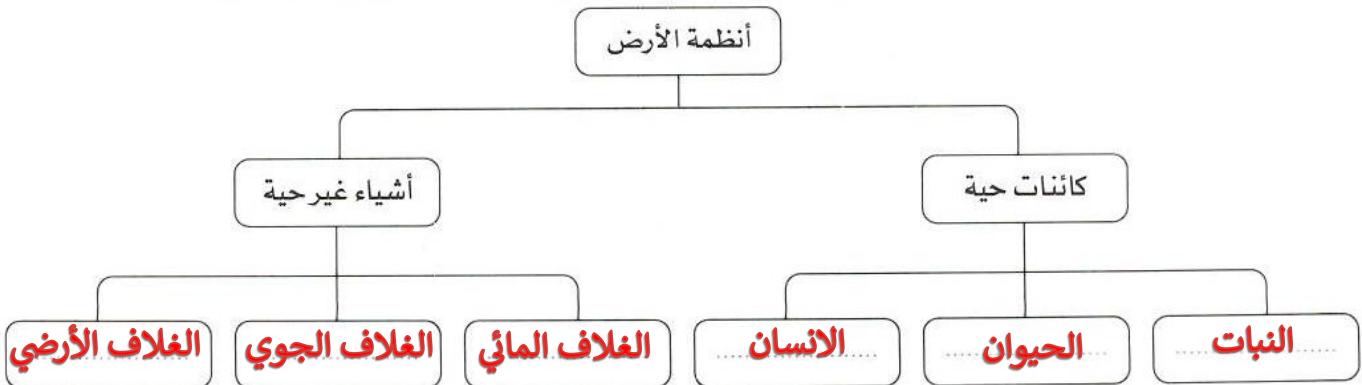 أنظمة الأرض
كائنات حية
أشياء غير حية
النبات
الحيوان
الانسان
الغلاف المائي
الغلاف الجوي
الغلاف الأرضي